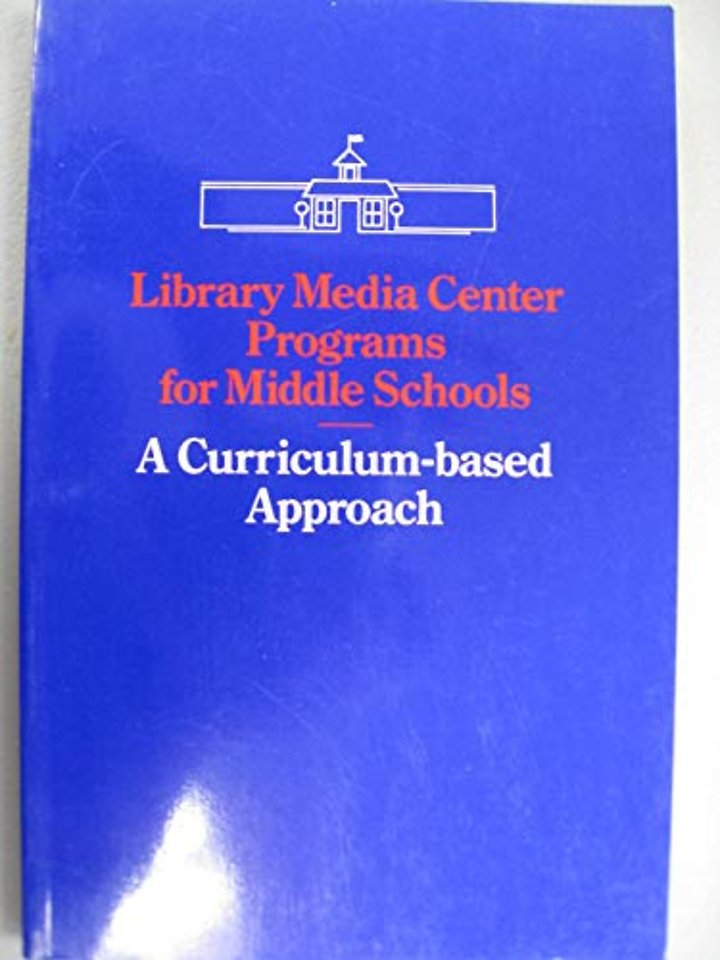 Library Media Center
Programs
for Middle Schools
A Curriculum-based
Approach